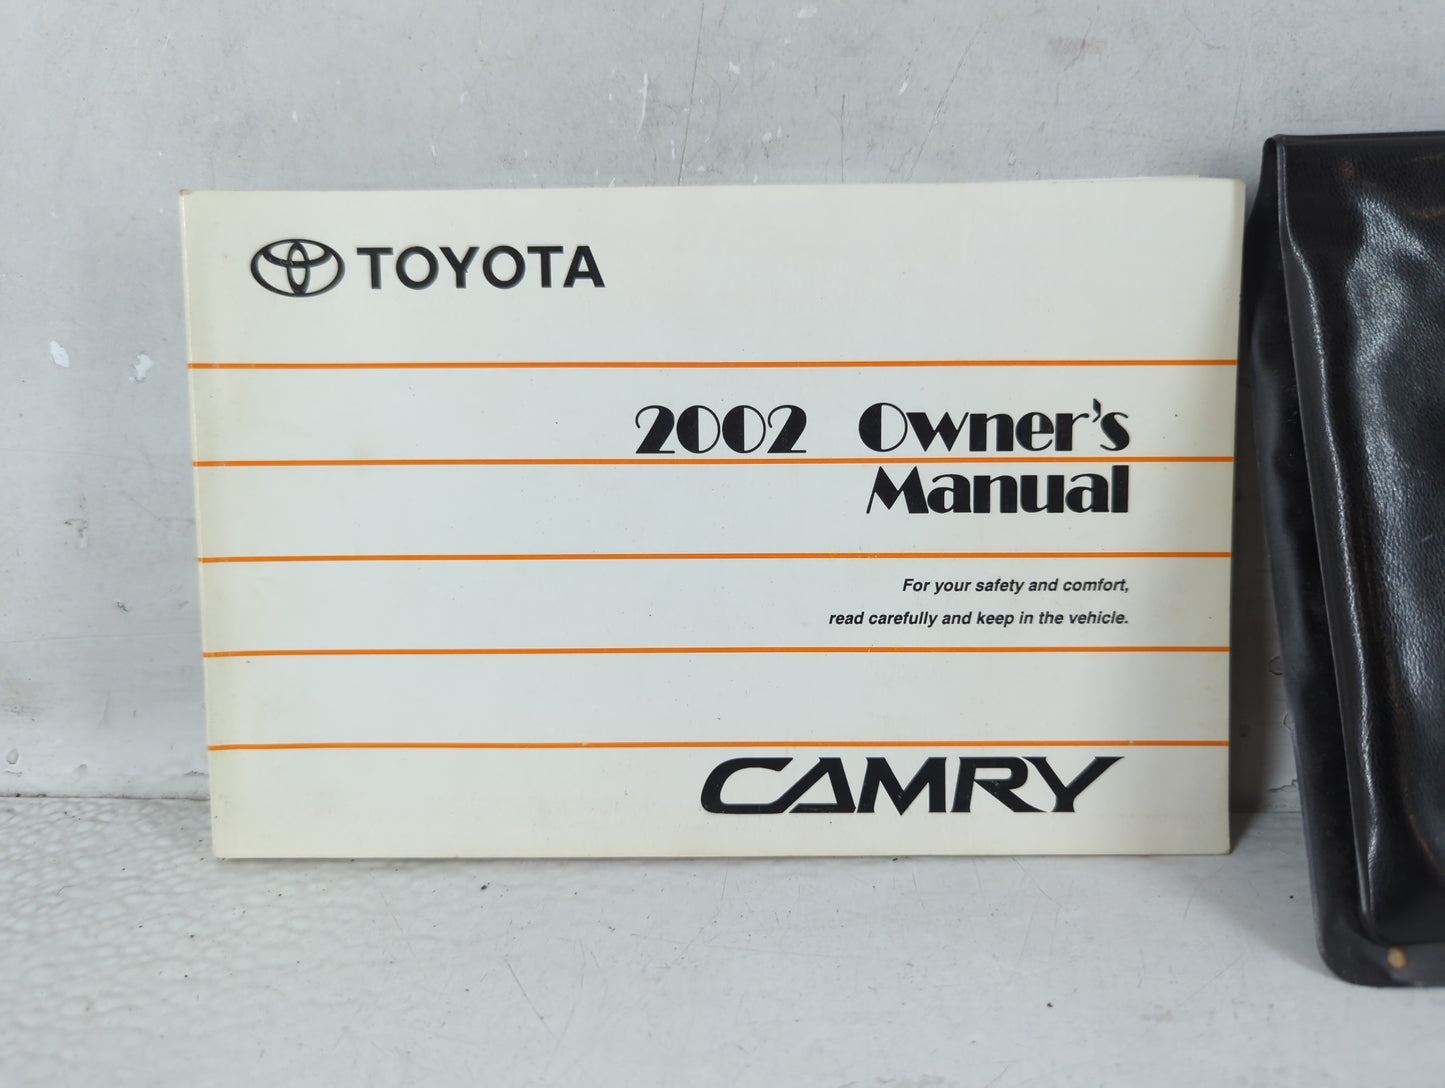 TOYOTA
2002 Owner's
Manual
For your safety and comfort,
read carefully and keep in the vehicle.
CAMRY